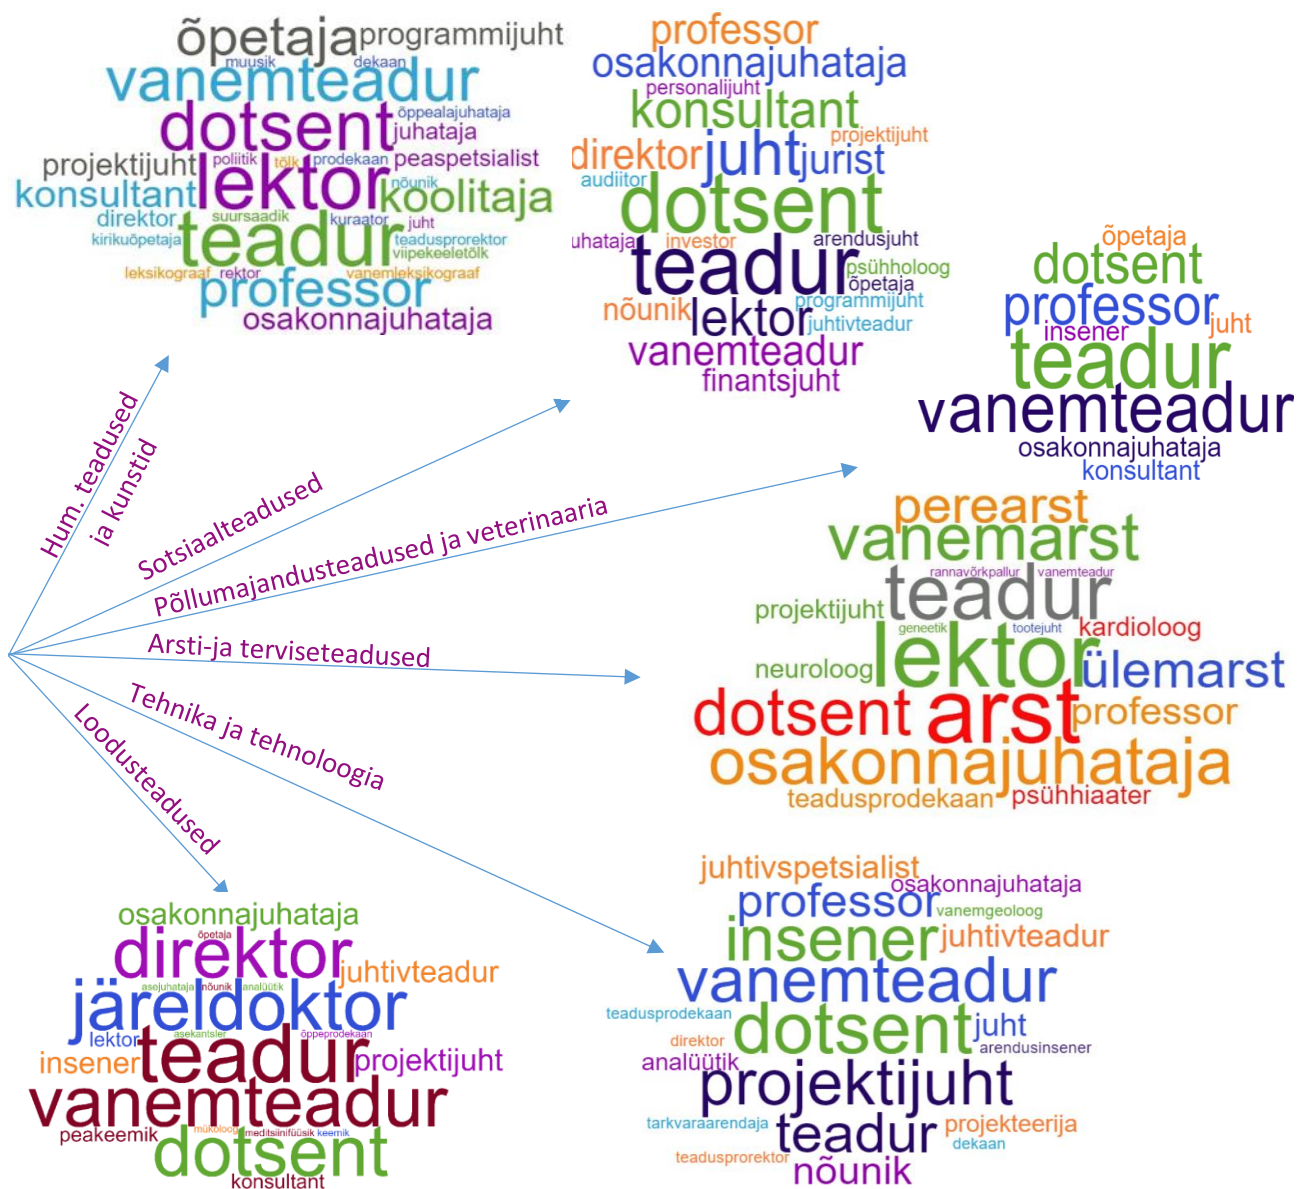 õpetaja programmijuht
muusik dekaan
vanemteadur
õppealajuhataja
dotsent juhataja
projektijuht poliitik tõlk prodekaan peaspetsialist
lektor
konsultant nõunik koolitaja
direktor suursaadik kuraator juht
kirikuõpetaja teadur teadusprorektor
viipekeeletõlk
leksikograaf rektor vanemleksikograaf
professor
osakonnajuhataja
professor
osakonnajuhataja
personalijuht
konsultant
projektijuht
direktor juht jurist
audiitor
dotsent
uhataja investor arendusjuht
teadur psühholoog
õpetaja
nõunik programmijuht
lektor juhtivteadur
vanemteadur
finantsjuht
õpetaja
dotsent
professor
insener juht
teadur
vanemteadur
osakonnajuhataja
konsultant
Hum. teadused
ja kunstid
Sotsiaalteadused
Põllumajandusteadused ja veterinaaria
Arsti-ja terviseteadused
Tehnika ja tehnoloogia
Loodusteadused
perearst
vanemarst
rannavõrkpallur vanemteadur
teadur
projektijuht
geneetik tootejuht kardioloog
lektor
neuroloog ülemarst
dotsent arst professor
osakonnajuhataja
teadusprodekaan psühhiaater
juhtivspetsialist
osakonnajuhataja
professor vanemgeoloog
insener juhtivteadur
vanemteadur
teadusprodekaan
dotsent juht
direktor arendusinsener
analüütik
projektijuht
tarkvaraarendaja projekteerija
teadur dekaan
teadusprorektor
nõunik
osakonnajuhataja
õpetaja
direktor
juhtivteadur
asejuhataja nõunik analüütik
järeldoktor
asekantsler õppeprodekaan
lektor
teadur
insener projektijuht
vanemteadur
peakeemik mükoloog meditsiinifüüsik keemik
dotsent
konsultant